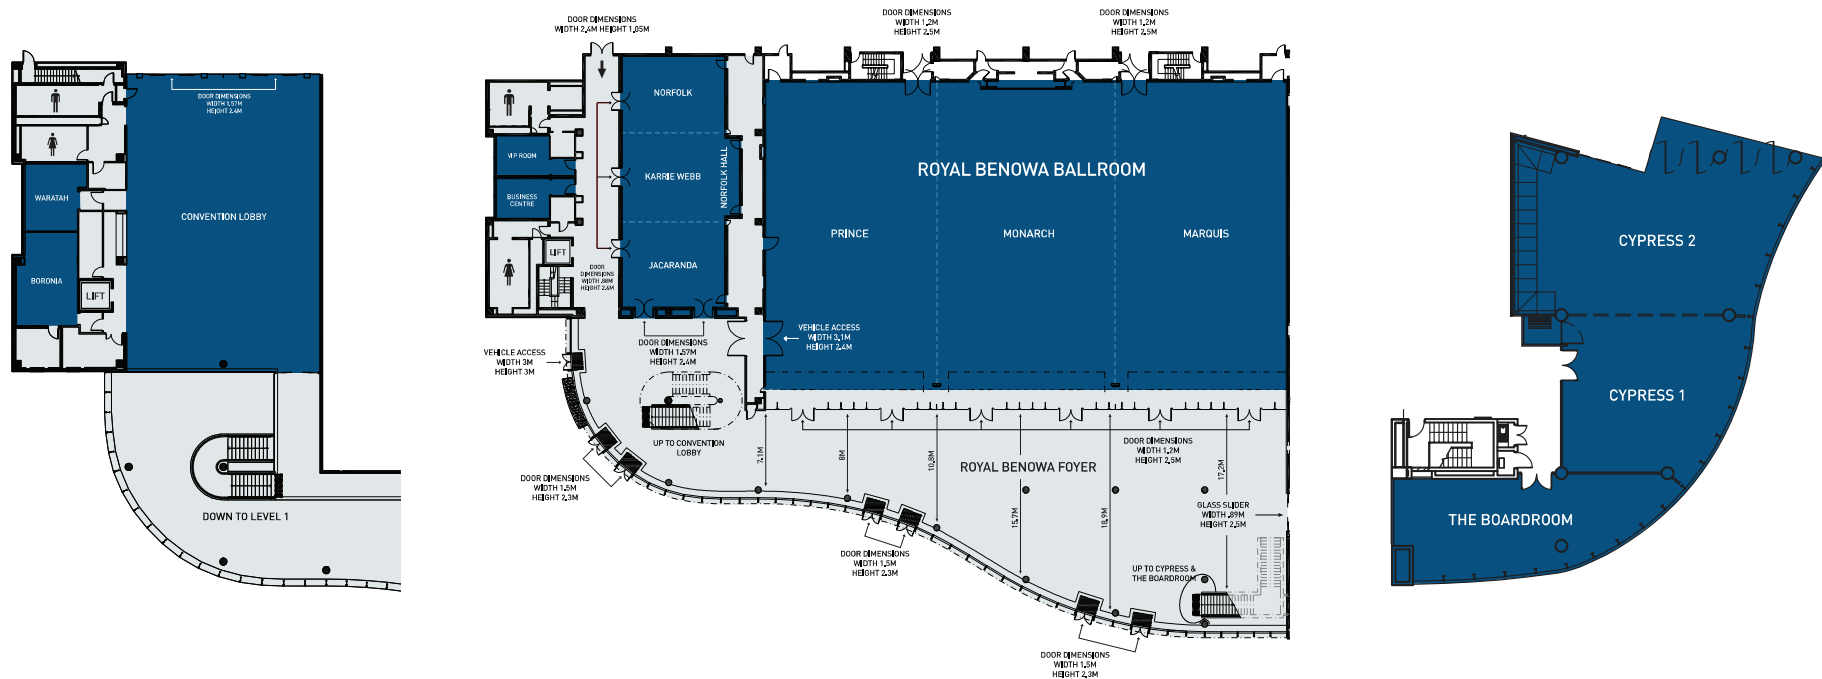 DOOR DIMENSIONS
WIDTH 1.57M
HEIGHT 2.4M
WARATAH
CONVENTION LOBBY
BORONIA
LIFT
DOWN TO LEVEL 1
DOOR DIMENSIONS
WIDTH 2.4M HEIGHT 1.05M
DOOR DIMENSIONS
WIDTH 1.2M
HEIGHT 2.5M
DOOR DIMENSIONS
WIDTH 1.2M
HEIGHT 2.5M
NORFOLK
VIP ROOM
BUSINESS
CENTRE
KARRIE WEBB
NORFOLK HALL
ROYAL BENOWA BALLROOM
PRINCE
MONARCH
MARQUIS
LIFT
JACARANDA
DOOR
DIMENSIONS
WIDTH .88M
HEIGHT 2.4M
VEHICLE ACCESS
WIDTH 3.1M
HEIGHT 2.4M
DOOR DIMENSIONS
WIDTH 1.57M
HEIGHT 2.4M
VEHICLE ACCESS
WIDTH 3M
HEIGHT 3M
UP TO CONVENTION
LOBBY
7.1M
8M
10.8M
15.7M
18.9M
17.2M
DOOR DIMENSIONS
WIDTH 1.2M
HEIGHT 2.5M
ROYAL BENOWA FOYER
DOOR DIMENSIONS
WIDTH 1.5M
HEIGHT 2.3M
GLASS SLIDER
WIDTH .89M
HEIGHT 2.5M
DOOR DIMENSIONS
WIDTH 1.5M
HEIGHT 2.3M
UP TO CYPRESS &
THE BOARDROOM
DOOR DIMENSIONS
WIDTH 1.5M
HEIGHT 2.3M
CYPRESS 2
CYPRESS 1
THE BOARDROOM